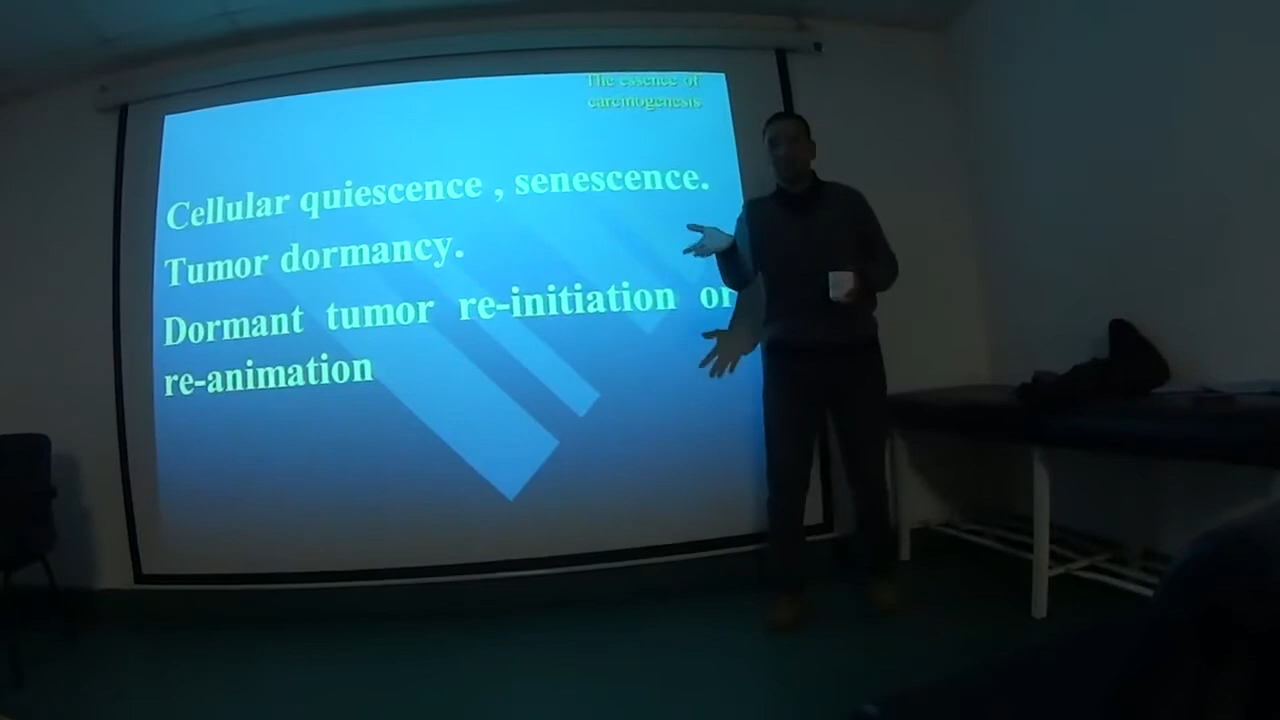 The essence of
carcinogenesis
Cellular quiescence , senescence.
Tumor dormancy.
Dormant tumor re-initiation or
re-animation